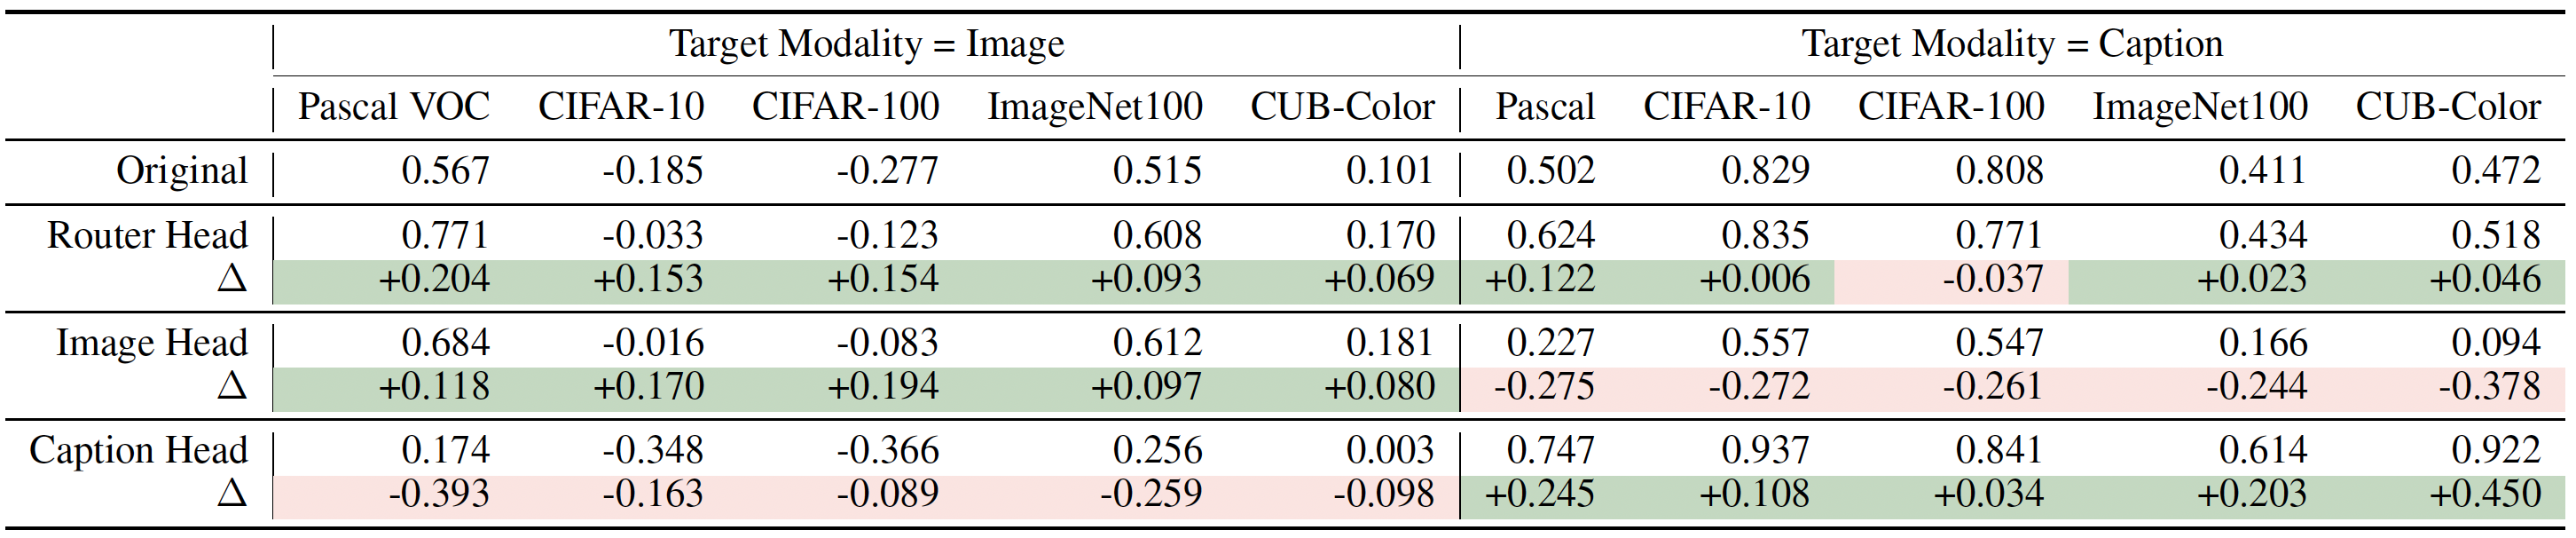 Target Modality = Image Target Modality = Caption
Pascal VOC CIFAR-10 CIFAR-100 ImageNet100 CUB-Color Pascal CIFAR-10 CIFAR-100 ImageNet100 CUB-Color
Original 0.567 -0.185 -0.277 0.515 0.101 0.502 0.829 0.808 0.411 0.472
Router Head 0.771 -0.033 -0.123 0.608 0.170 0.624 0.835 0.771 0.434 0.518
Δ +0.204 +0.153 +0.154 +0.093 +0.069 +0.122 +0.006 -0.037 +0.023 +0.046
Image Head 0.684 -0.016 -0.083 0.612 0.181 0.227 0.557 0.547 0.166 0.094
Δ +0.118 +0.170 +0.194 +0.097 +0.080 -0.275 -0.272 -0.261 -0.244 -0.378
Caption Head 0.174 -0.348 -0.366 0.256 0.003 0.747 0.937 0.841 0.614 0.922
Δ -0.393 -0.163 -0.089 -0.259 -0.098 +0.245 +0.108 +0.034 +0.203 +0.450